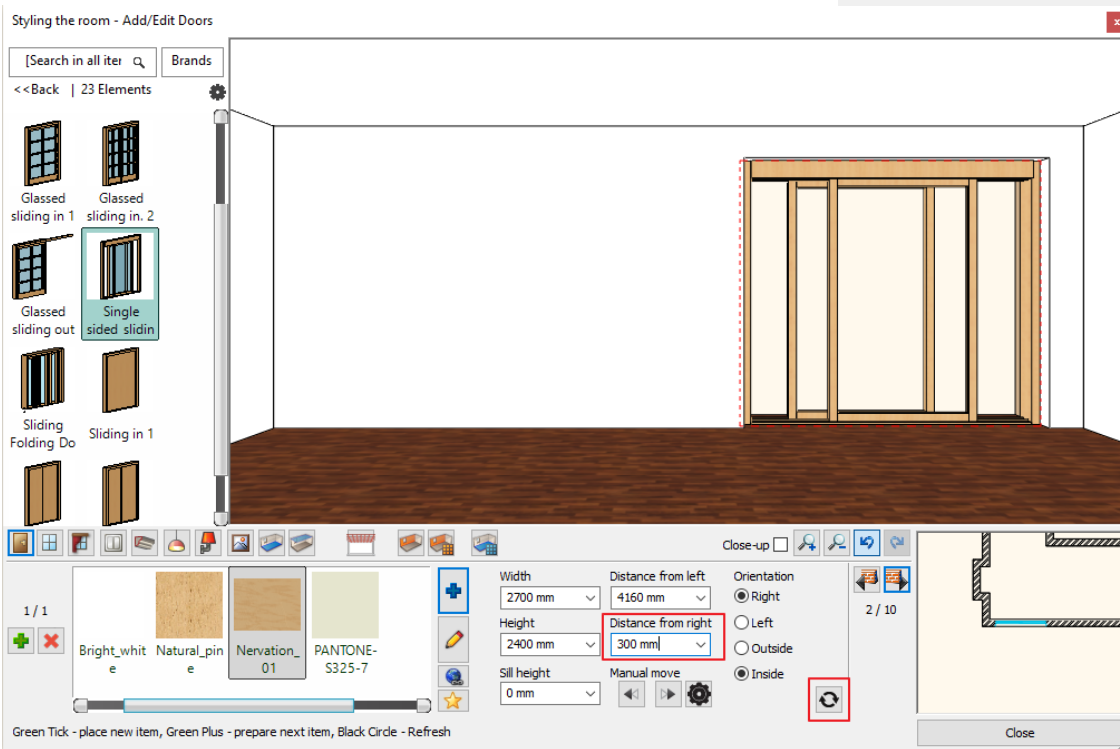 Styling the room - Add/Edit Doors
x
[Search in all iter
Brands
<<Back | 23 Elements
Glassed
sliding in 1
Glassed
sliding in. 2
Glassed
sliding out
Single
sided slidin
Sliding
Folding Do
Sliding in 1
Close-up
1 / 1
Bright_whit
e
Natural_pin
e
Nervation_
01
PANTONE-
S325-7
Width
2700 mm
Height
2400 mm
Sill height
0 mm
Distance from left
4160 mm
Distance from right
300 mm
Manual move
Orientation
Right
Left
Outside
Inside
2 / 10
Green Tick - place new item, Green Plus - prepare next item, Black Circle - Refresh
Close